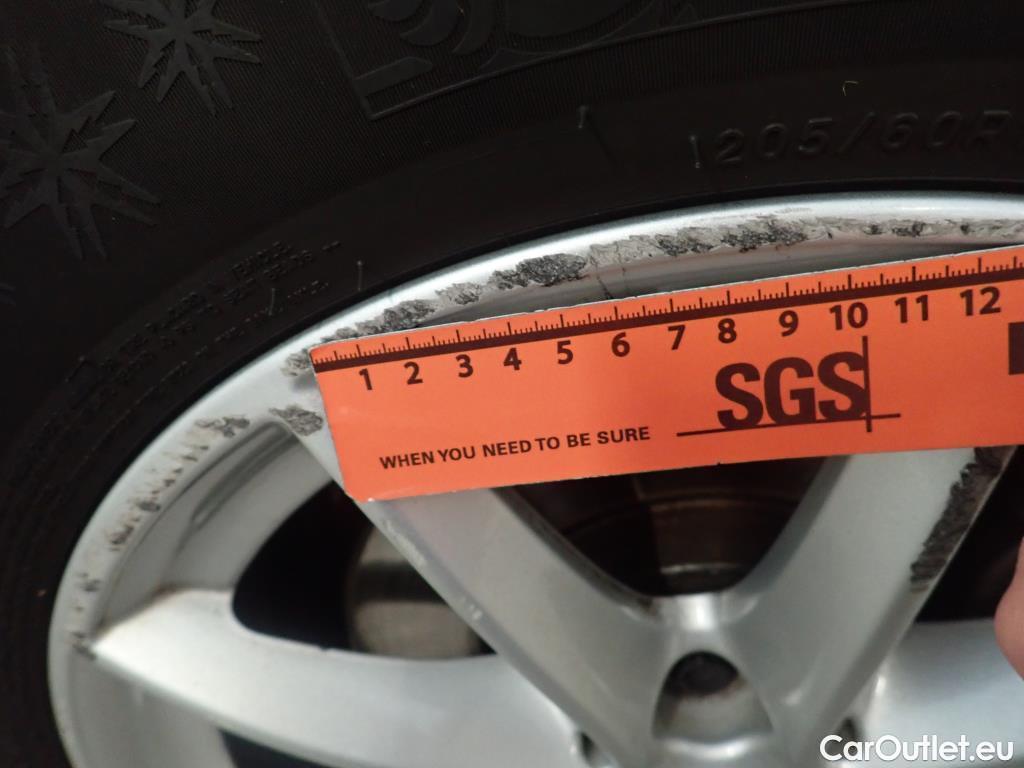 205/60R
1 2 3 4 5 6 7 8 9 10 11 12
SGS
WHEN YOU NEED TO BE SURE
CarOutlet.eu